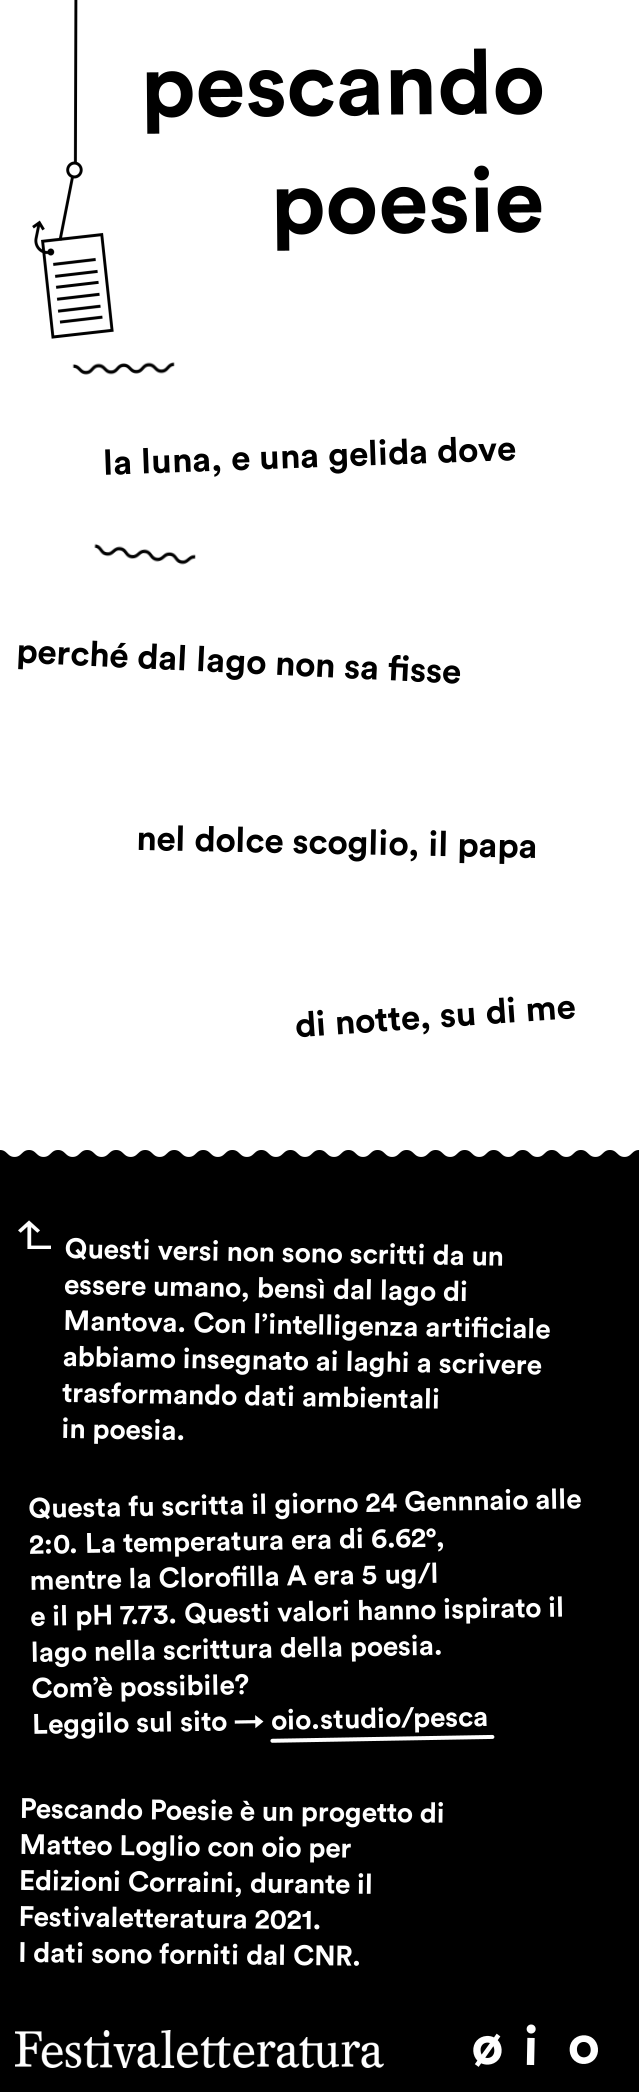 pescando
poesie
la luna, e una gelida dove
perché dal lago non sa fisse
nel dolce scoglio, il papa
di notte, su di me
Questi versi non sono scritti da un
essere umano, bensì dal lago di
Mantova. Con l’intelligenza artificiale
abbiamo insegnato ai laghi a scrivere
trasformando dati ambientali
in poesia.
Questa fu scritta il giorno 24 Gennnaio alle
2:0. La temperatura era di 6.62°,
mentre la Clorofilla A era 5 ug/l
e il pH 7.73. Questi valori hanno ispirato il
lago nella scrittura della poesia.
Com’è possibile?
Leggilo sul sito → oio.studio/pesca
Pescando Poesie è un progetto di
Matteo Loglio con oio per
Edizioni Corraini, durante il
Festivaletteratura 2021.
I dati sono forniti dal CNR.
Festivaletteratura ø i o